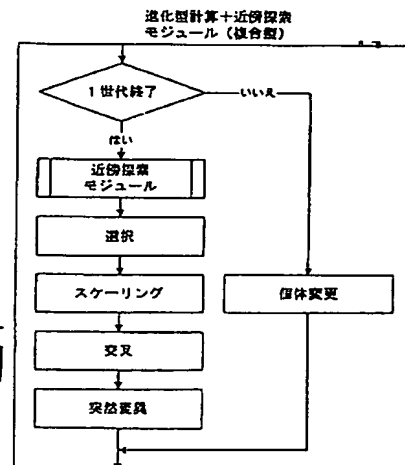 進化型計算+近傍探索
モジュール(複合型)
1世代終了
いいえ
はい
近傍探索
モジュール
選択
スケーリング
個体変更
交叉
突然変異